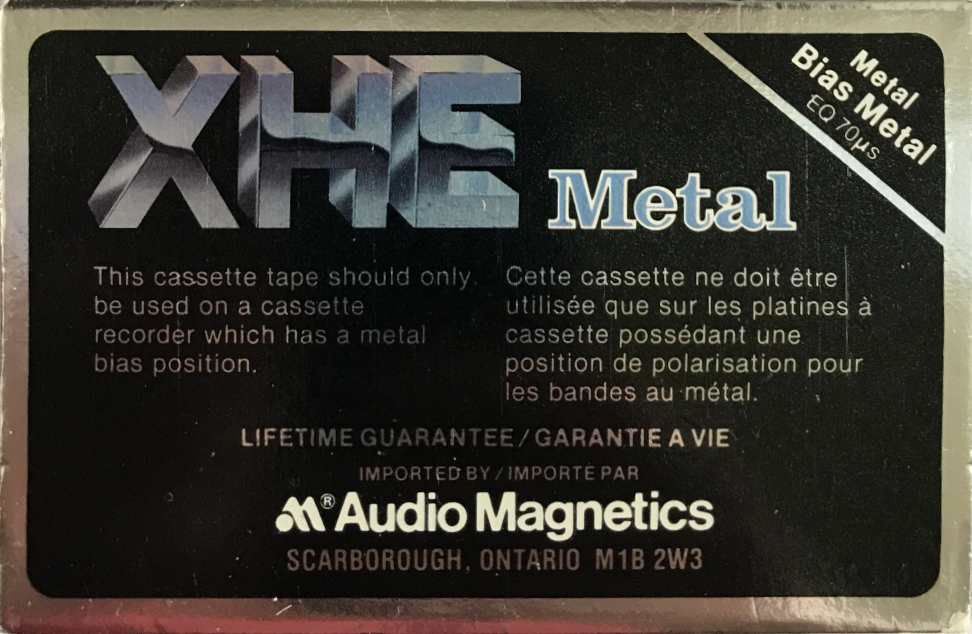 XHE Metal
Metal
Bias Metal
EQ 70µs
This cassette tape should only
be used on a cassette
recorder which has a metal
bias position.
Cette cassette ne doit être
utilisée que sur les platines à
cassette possédant une
position de polarisation pour
les bandes au métal.
LIFETIME GUARANTEE/GARANTIE A VIE
IMPORTED BY/IMPORTÉ PAR
M® Audio Magnetics
SCARBOROUGH, ONTARIO M1B 2W3